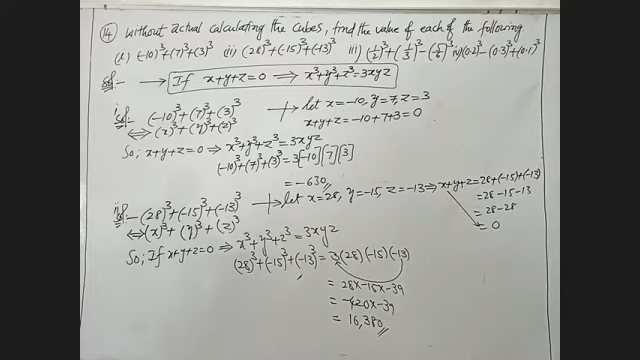 14) Without actual calculating the cubes, find the value of each of the following
(i) (-10)³+(7)³+(3)³ ii) (28)³+(-15)³+(-13)³ iii) (1/2)³+(1/3)³-(5/6)³ iv) (0.2)³-(0.3)³+(0.1)³
Sol:- → If x+y+z=0 ⟹ x³+y³+z³=3xyz
i Sol:- (-10)³+(7)³+(3)³ let x=-10, y=7, z=3
⟺ (x)³+(y)³+(z)³ x+y+z=-10+7+3=0
So; x+y+z=0 ⟹ x³+y³+z³=3xyz
(-10)³+(7)³+(3)³=3[-10][7][3]
=-630
ii Sol:- (28)³+(-15)³+(-13)³ let x=28, y=-15, z=-13 ⟹ x+y+z=28+(-15)+(-13)
⟺ (x)³+(y)³+(z)³ =28-15-13
=28-28
= 0
So; If x+y+z=0 ⟹ x³+y³+z³=3xyz
(28)³+(-15)³+(-13)³=3(28)(-15)(-13)
= 28x-15x-39
= -420x-39
= 16,380